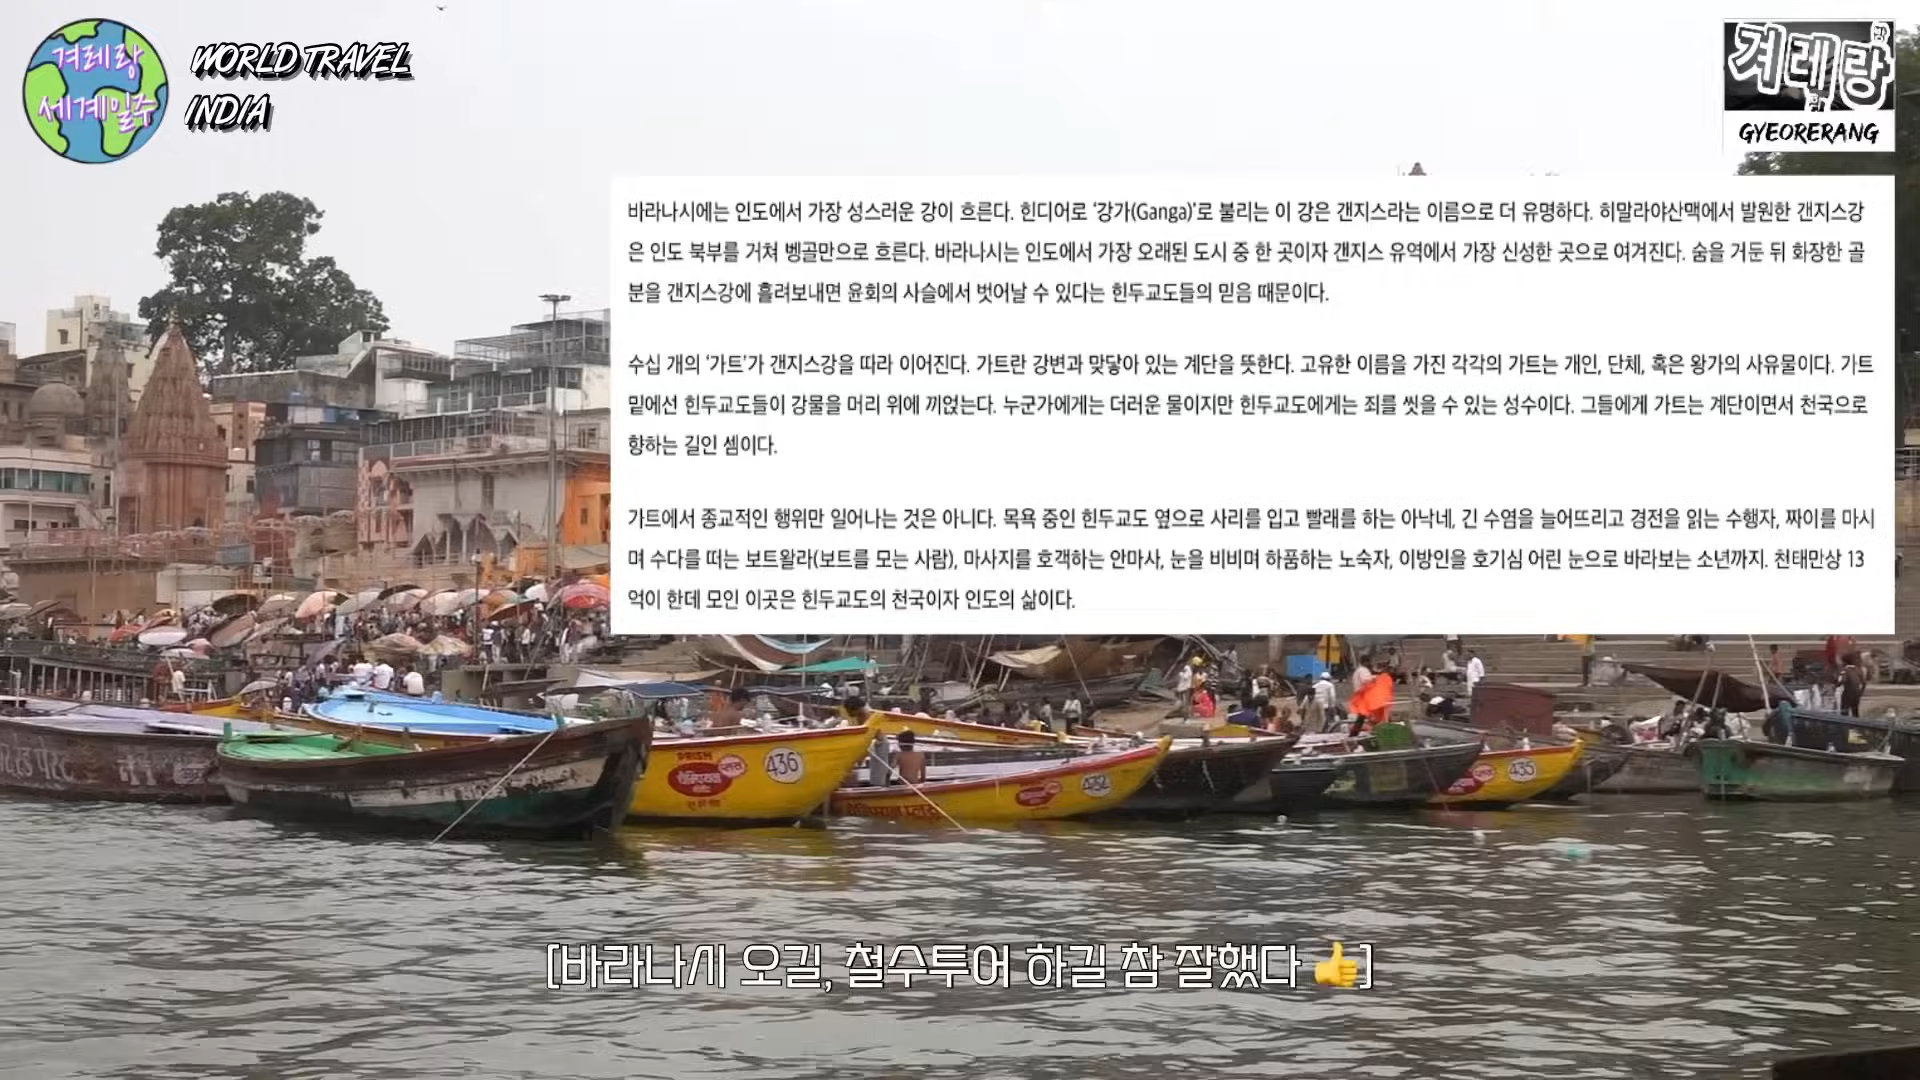 겨레랑
세계일주
WORLD TRAVEL
INDIA
겨레랑
GYEORERANG
바라나시에는 인도에서 가장 성스러운 강이 흐른다. 힌디어로 ‘강가(Ganga)’로 불리는 이 강은 갠지스라는 이름으로 더 유명하다. 히말라야산맥에서 발원한 갠지스강
은 인도 북부를 거쳐 벵골만으로 흐른다. 바라나시는 인도에서 가장 오래된 도시 중 한 곳이자 갠지스 유역에서 가장 신성한 곳으로 여겨진다. 숨을 거둔 뒤 화장한 골
분을 갠지스강에 흘려보내면 윤회의 사슬에서 벗어날 수 있다는 힌두교도들의 믿음 때문이다.
수십 개의 ‘가트’가 갠지스강을 따라 이어진다. 가트란 강변과 맞닿아 있는 계단을 뜻한다. 고유한 이름을 가진 각각의 가트는 개인, 단체, 혹은 왕가의 사유물이다. 가트
밑에선 힌두교도들이 강물을 머리 위에 끼얹는다. 누군가에게는 더러운 물이지만 힌두교도에게는 죄를 씻을 수 있는 성수이다. 그들에게 가트는 계단이면서 천국으로
향하는 길인 셈이다.
가트에서 종교적인 행위만 일어나는 것은 아니다. 목욕 중인 힌두교도 옆으로 사리를 입고 빨래를 하는 아낙네, 긴 수염을 늘어뜨리고 경전을 읽는 수행자, 짜이를 마시
며 수다를 떠는 보트왈라(보트를 모는 사람), 마사지를 호객하는 안마사, 눈을 비비며 하품하는 노숙자, 이방인을 호기심 어린 눈으로 바라보는 소년까지. 천태만상 13
억이 한데 모인 이곳은 힌두교도의 천국이자 인도의 삶이다.
PRISM
436
435
[바라나시 오길, 철수투어 하길 참 잘했다 👍]